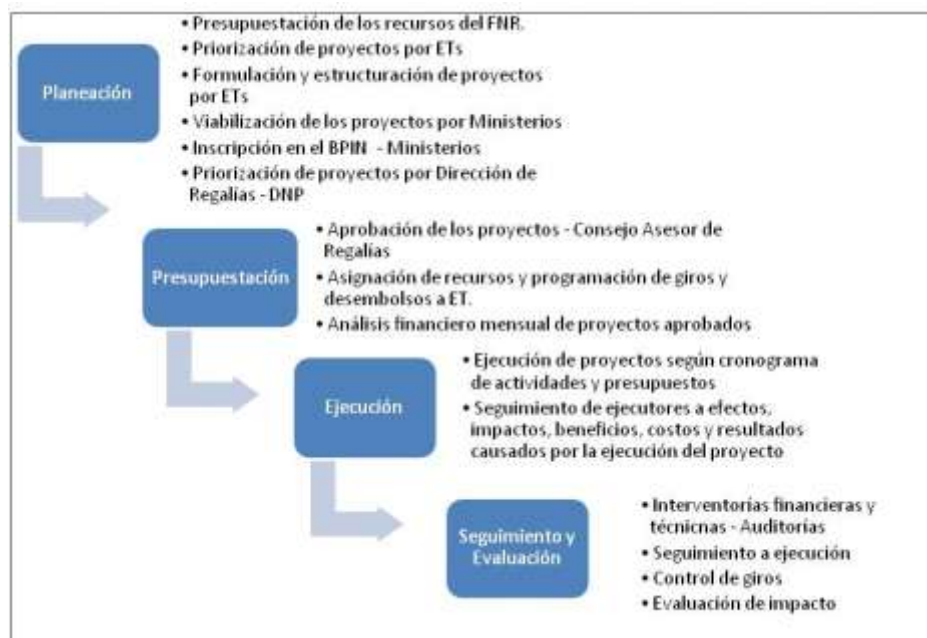 Planeación
• Presupuestación de los recursos del FNR.
• Priorización de proyectos por ETs
• Formulación y estructuración de proyectos
por ETs
• Viabilización de los proyectos por Ministerios
• Inscripción en el BPIN - Ministerios
• Priorización de proyectos por Dirección de
Regalías - DNP
Presupuestación
• Aprobación de los proyectos - Consejo Asesor de
Regalías
• Asignación de recursos y programación de giros y
desembolsos a ET.
• Análisis financiero mensual de proyectos aprobados
Ejecución
• Ejecución de proyectos según cronograma
de actividades y presupuestos
• Seguimiento de ejecutores a efectos,
impactos, beneficios, costos y resultados
causados por la ejecución del proyecto
Seguimiento y
Evaluación
• Interventorías financieras y
técnicnas - Auditorías
• Seguimiento a ejecución
• Control de giros
• Evaluación de impacto